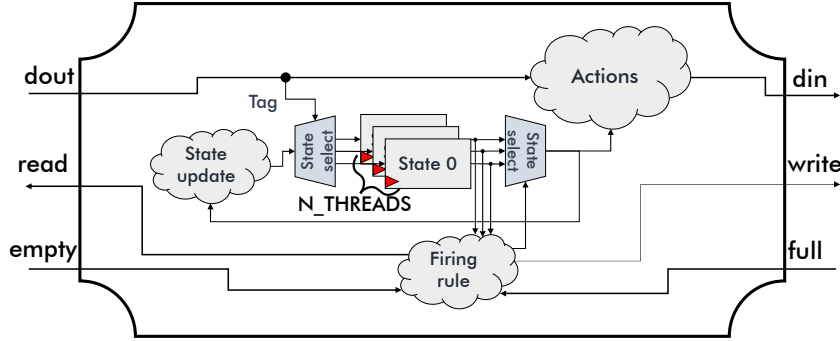 dout
Actions
din
Tag
State
select
State
select
State
update
State 0
read
write
N_THREADS
empty
Firing
rule
full